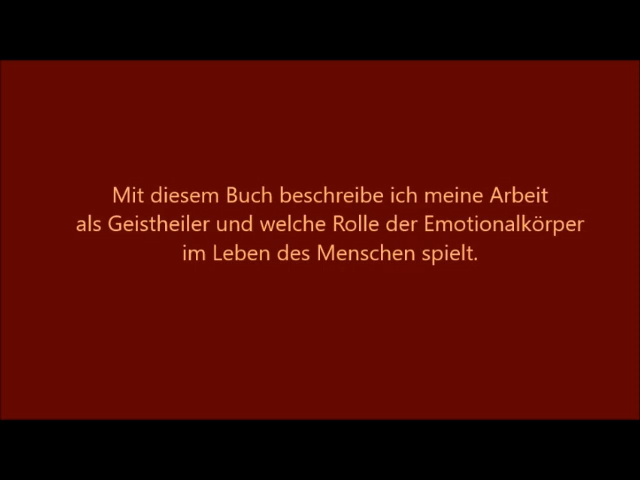 Mit diesem Buch beschreibe ich meine Arbeit
als Geistheiler und welche Rolle der Emotionalkörper
im Leben des Menschen spielt.